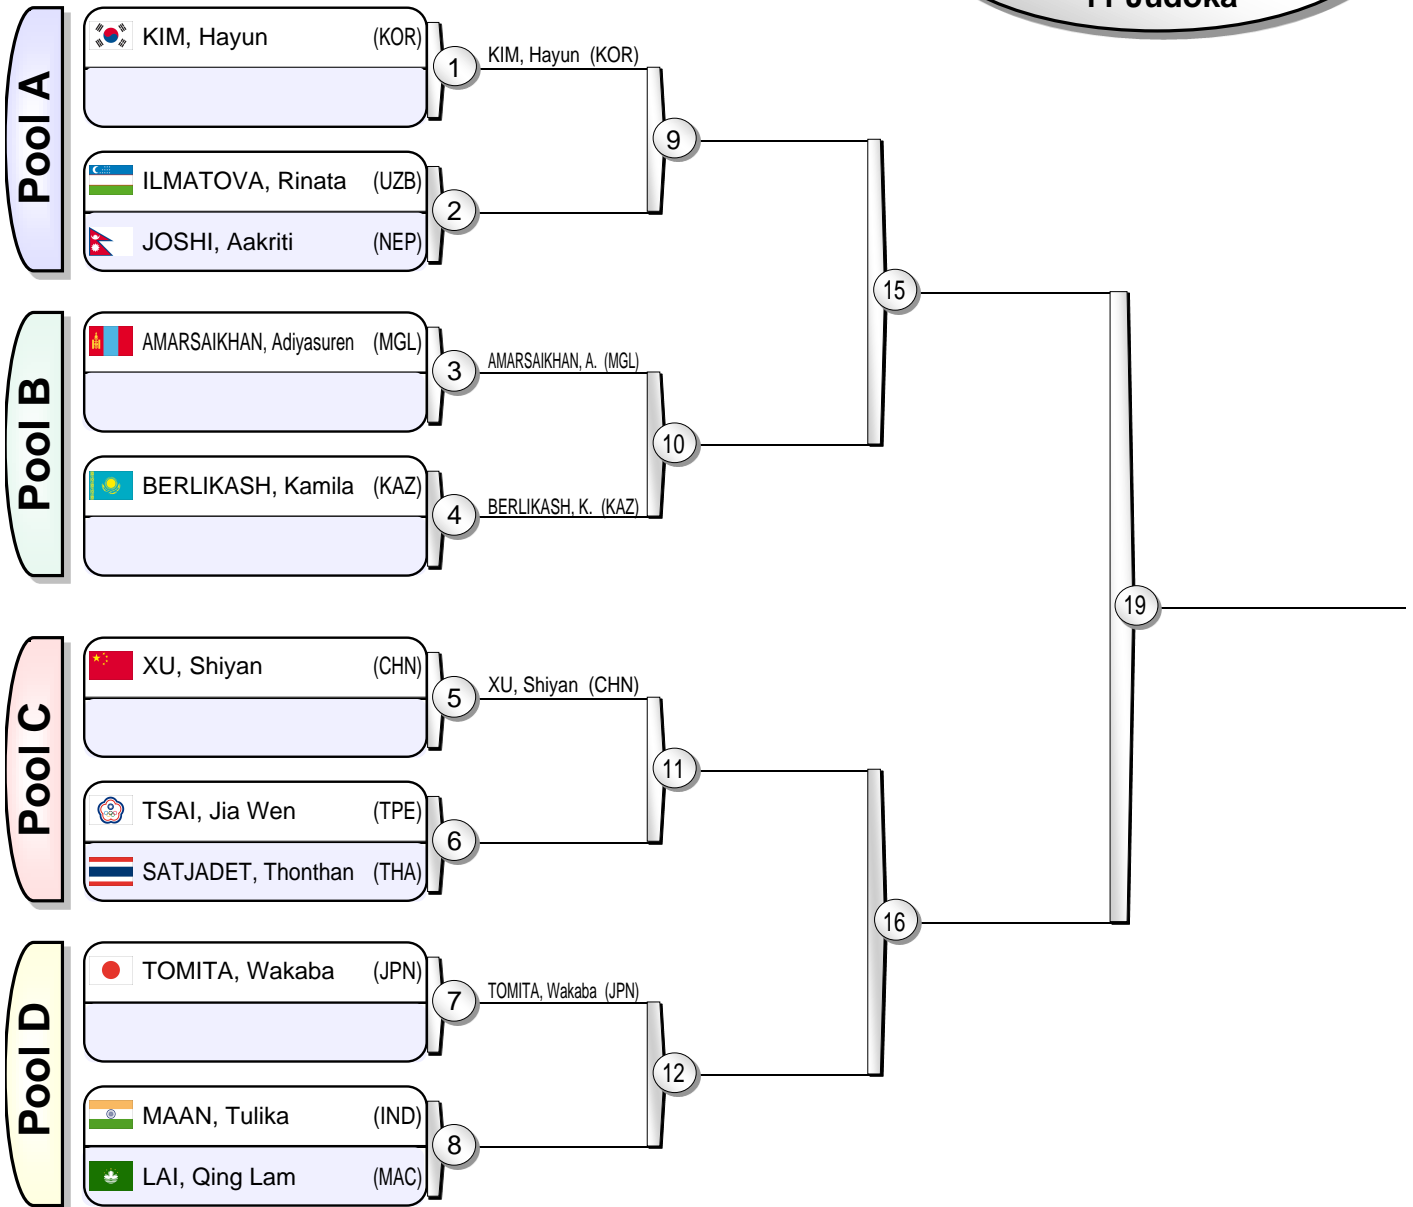 11 Judoka
Pool A
KIM, Hayun (KOR)
1
KIM, Hayun (KOR)
9
ILMATOVA, Rinata (UZB)
2
JOSHI, Aakriti (NEP)
15
Pool B
AMARSAIKHAN, Adiyasuren (MGL)
3
AMARSAIKHAN, A. (MGL)
10
BERLIKASH, Kamila (KAZ)
4
BERLIKASH, K. (KAZ)
19
Pool C
XU, Shiyan (CHN)
5
XU, Shiyan (CHN)
11
TSAI, Jia Wen (TPE)
6
SATJADET, Thonthan (THA)
16
Pool D
TOMITA, Wakaba (JPN)
7
TOMITA, Wakaba (JPN)
12
MAAN, Tulika (IND)
8
LAI, Qing Lam (MAC)